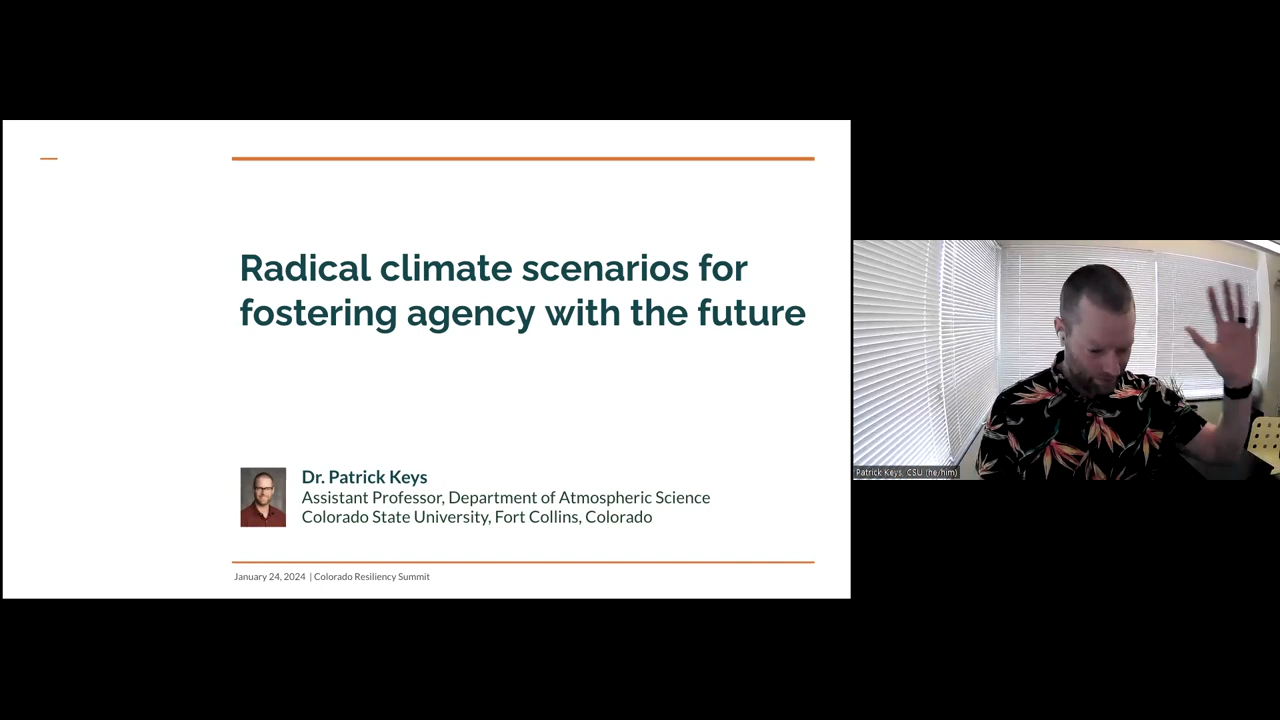 Radical climate scenarios for
fostering agency with the future
Dr. Patrick Keys
Assistant Professor, Department of Atmospheric Science
Colorado State University, Fort Collins, Colorado
January 24, 2024 | Colorado Resiliency Summit
Patrick Keys, CSU (he/him)